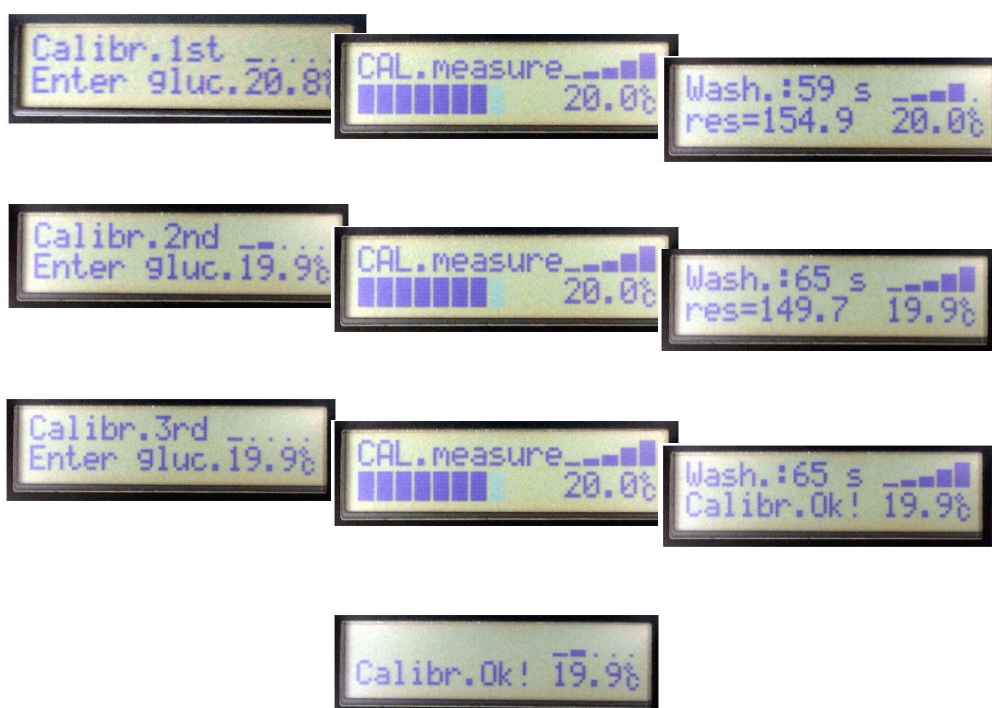 Calibr.1st
Enter gluc.20.8℃
CAL.measure
20.0℃
Wash.:59 s
res=154.9 20.0℃
Calibr.2nd
Enter gluc.19.9℃
CAL.measure
20.0℃
Wash.:65 s
res=149.7 19.9℃
Calibr.3rd
Enter gluc.19.9℃
CAL.measure
20.0℃
Wash.:65 s
Calibr.Ok! 19.9℃
Calibr.Ok! 19.9℃